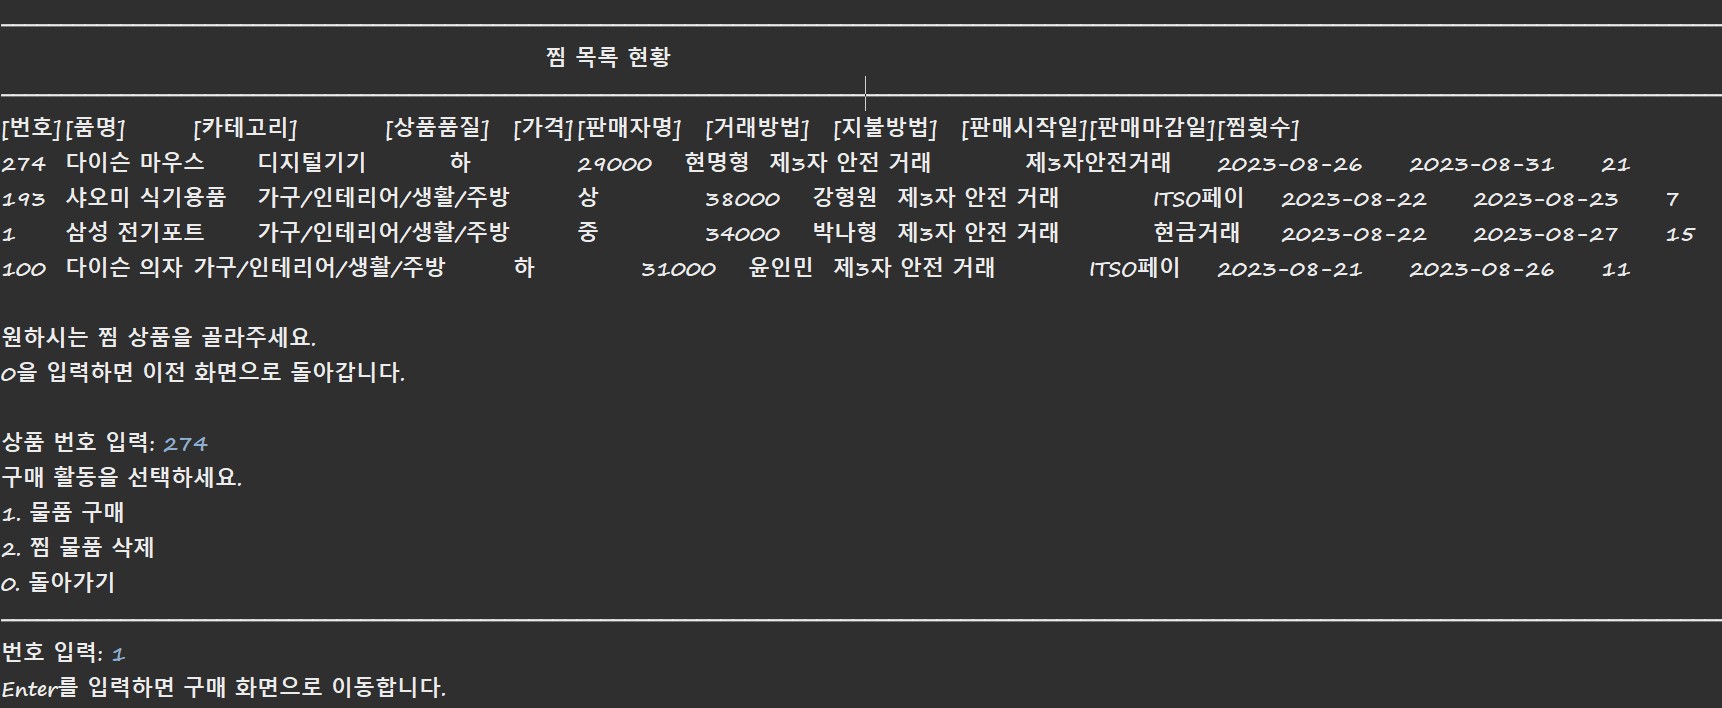 찜 목록 현황
[번호] [품명] [카테고리] [상품품질] [가격] [판매자명] [거래방법] [지불방법] [판매시작일] [판매마감일] [찜횟수]
274 다이슨 마우스 디지털기기 하 29000 현명형 제3자 안전 거래 제3자안전거래 2023-08-26 2023-08-31 21
193 샤오미 식기용품 가구/인테리어/생활/주방 상 38000 강형원 제3자 안전 거래 ITSO페이 2023-08-22 2023-08-23 7
1 삼성 전기포트 가구/인테리어/생활/주방 중 34000 박나형 제3자 안전 거래 현금거래 2023-08-22 2023-08-27 15
100 다이슨 의자 가구/인테리어/생활/주방 하 31000 윤인민 제3자 안전 거래 ITSO페이 2023-08-21 2023-08-26 11
원하시는 찜 상품을 골라주세요.
0을 입력하면 이전 화면으로 돌아갑니다.
상품 번호 입력: 274
구매 활동을 선택하세요.
1. 물품 구매
2. 찜 물품 삭제
0. 돌아가기
번호 입력: 1
Enter를 입력하면 구매 화면으로 이동합니다.